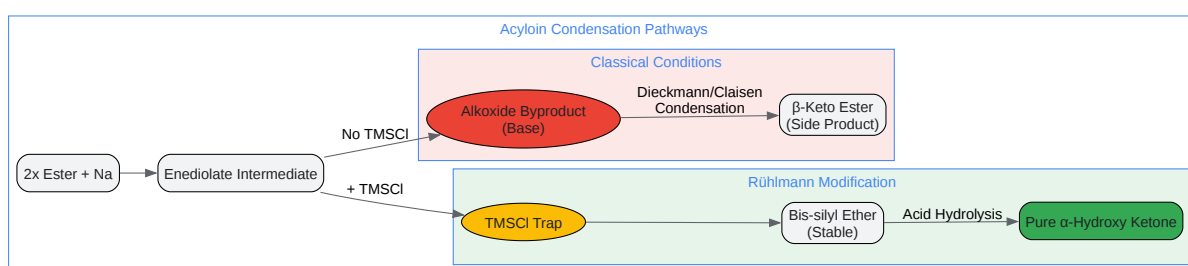 Acyloin Condensation Pathways
Classical Conditions
Dieckmann/Claisen
Condensation
Alkoxide Byproduct
(Base)
β-Keto Ester
(Side Product)
No TMSCl
2x Ester + Na
Enediolate Intermediate
+ TMSCl
Rühlmann Modification
TMSCl Trap
Bis-silyl Ether
(Stable)
Acid Hydrolysis
Pure α-Hydroxy Ketone